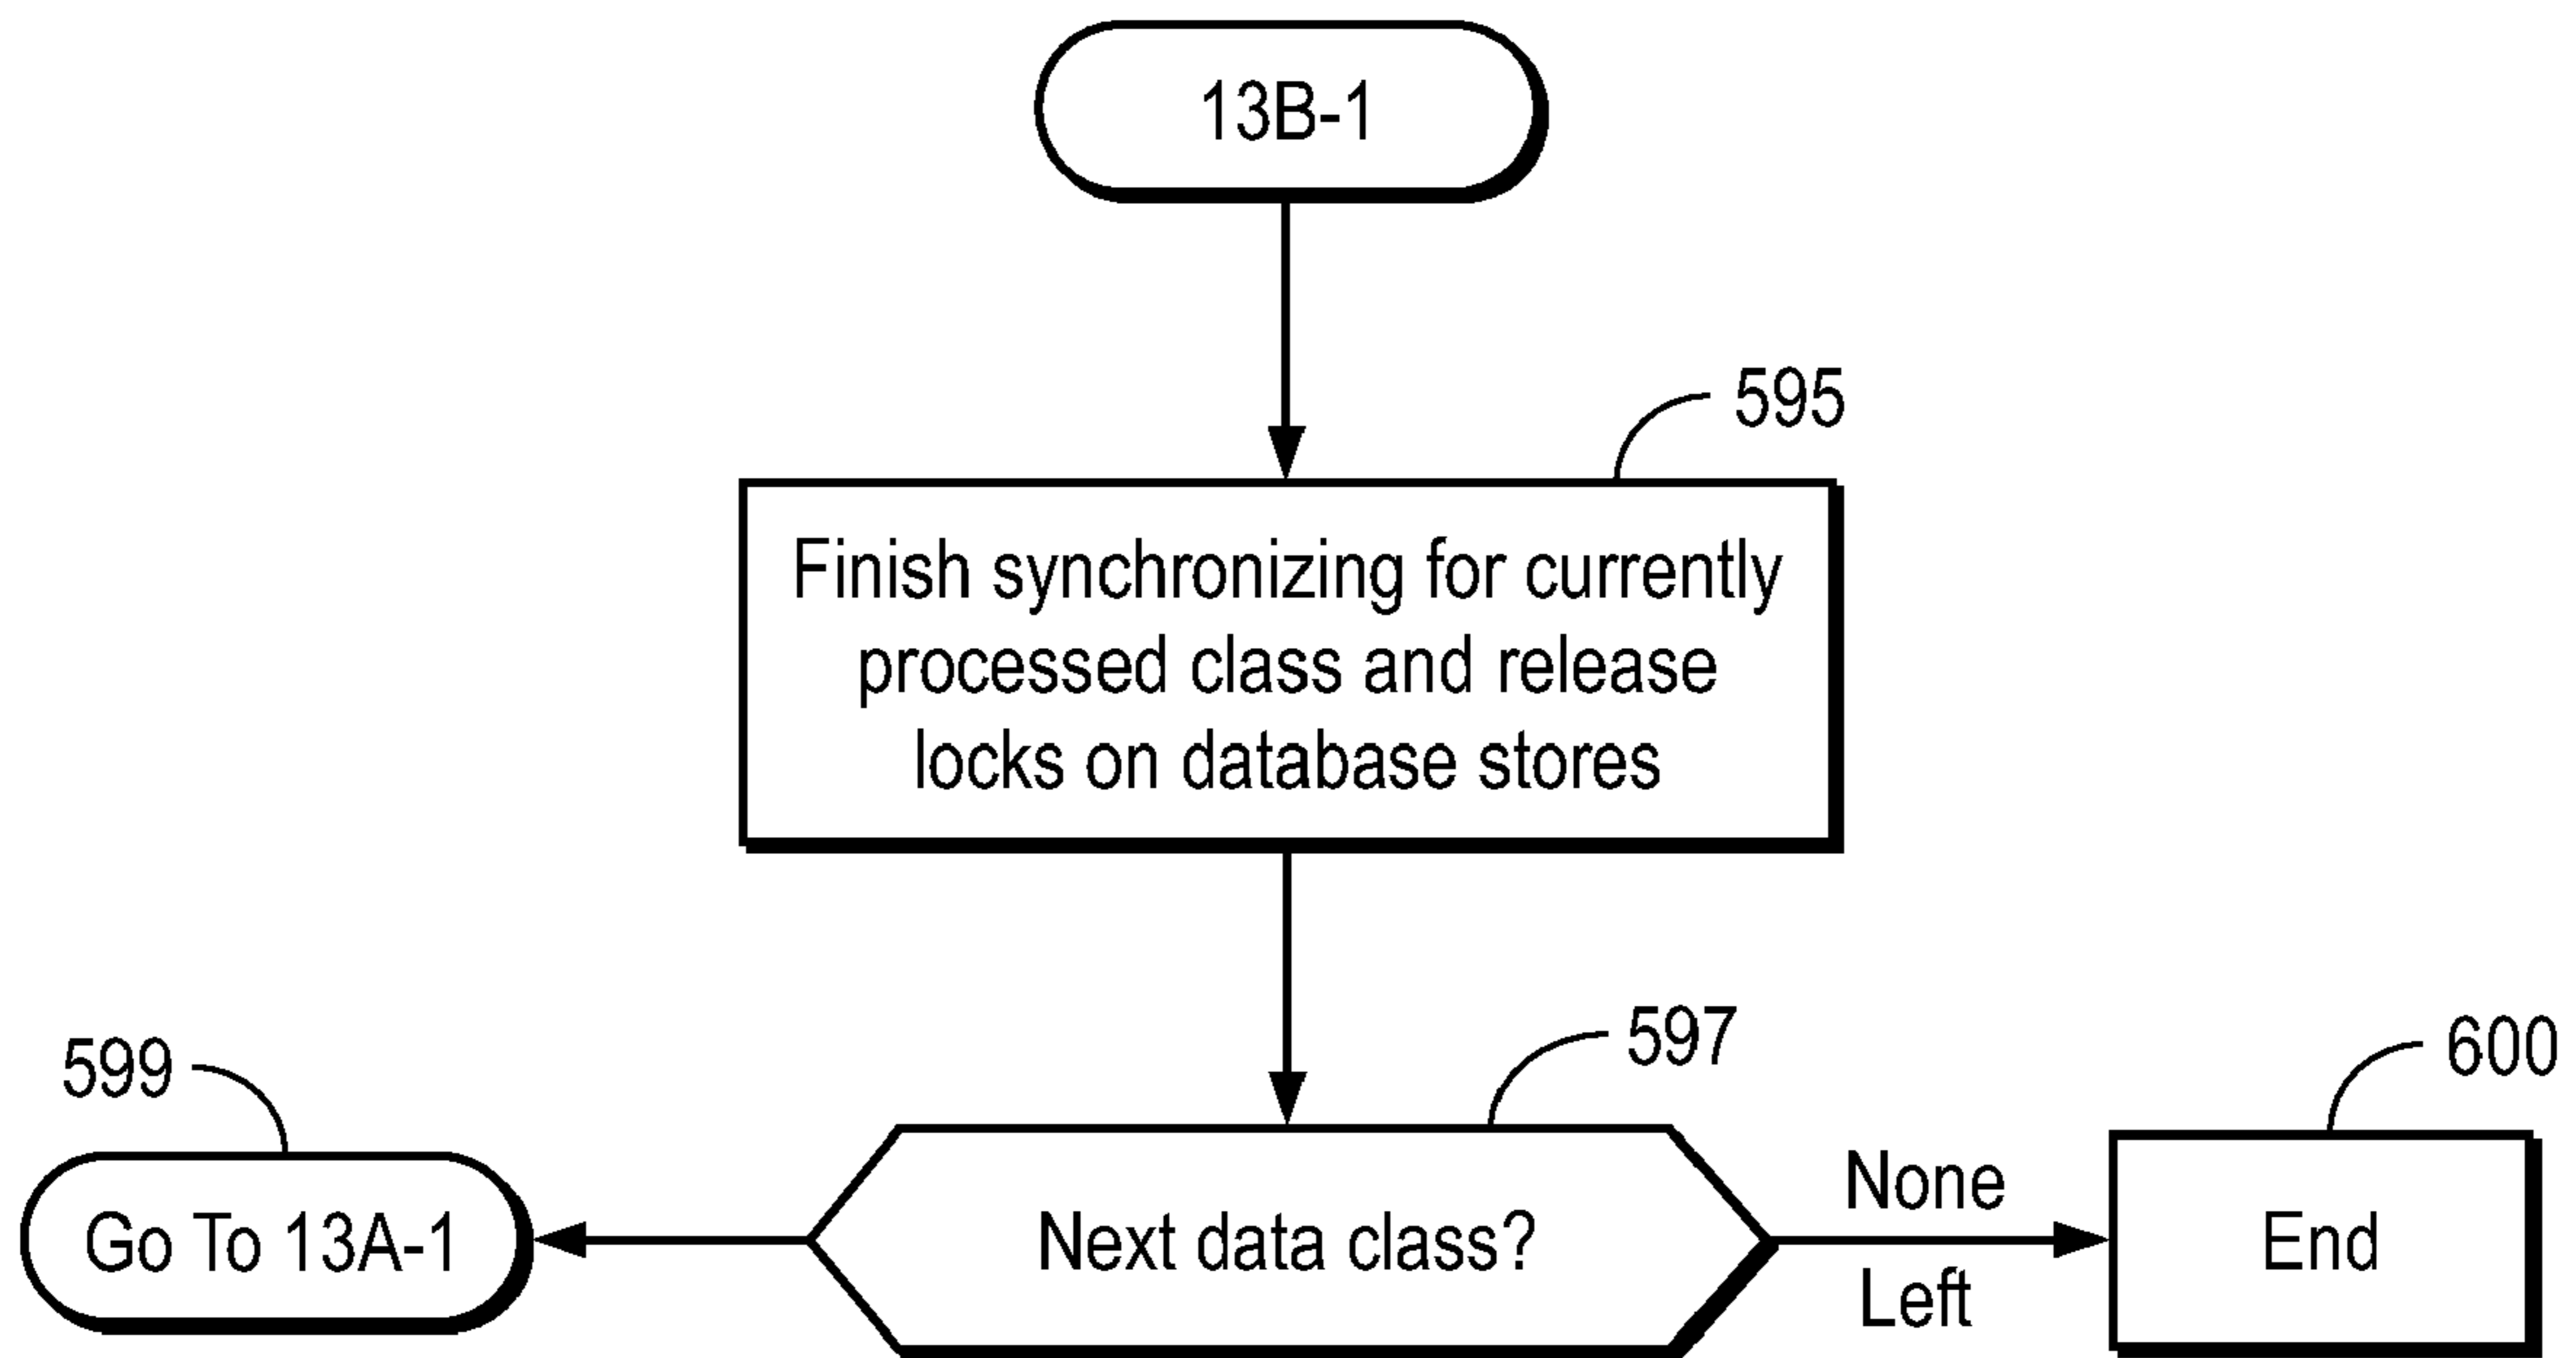 13B-1
595
Finish synchronizing for currently
processed class and release
locks on database stores
599
597
600
Go To 13A-1
Next data class?
None
Left
End